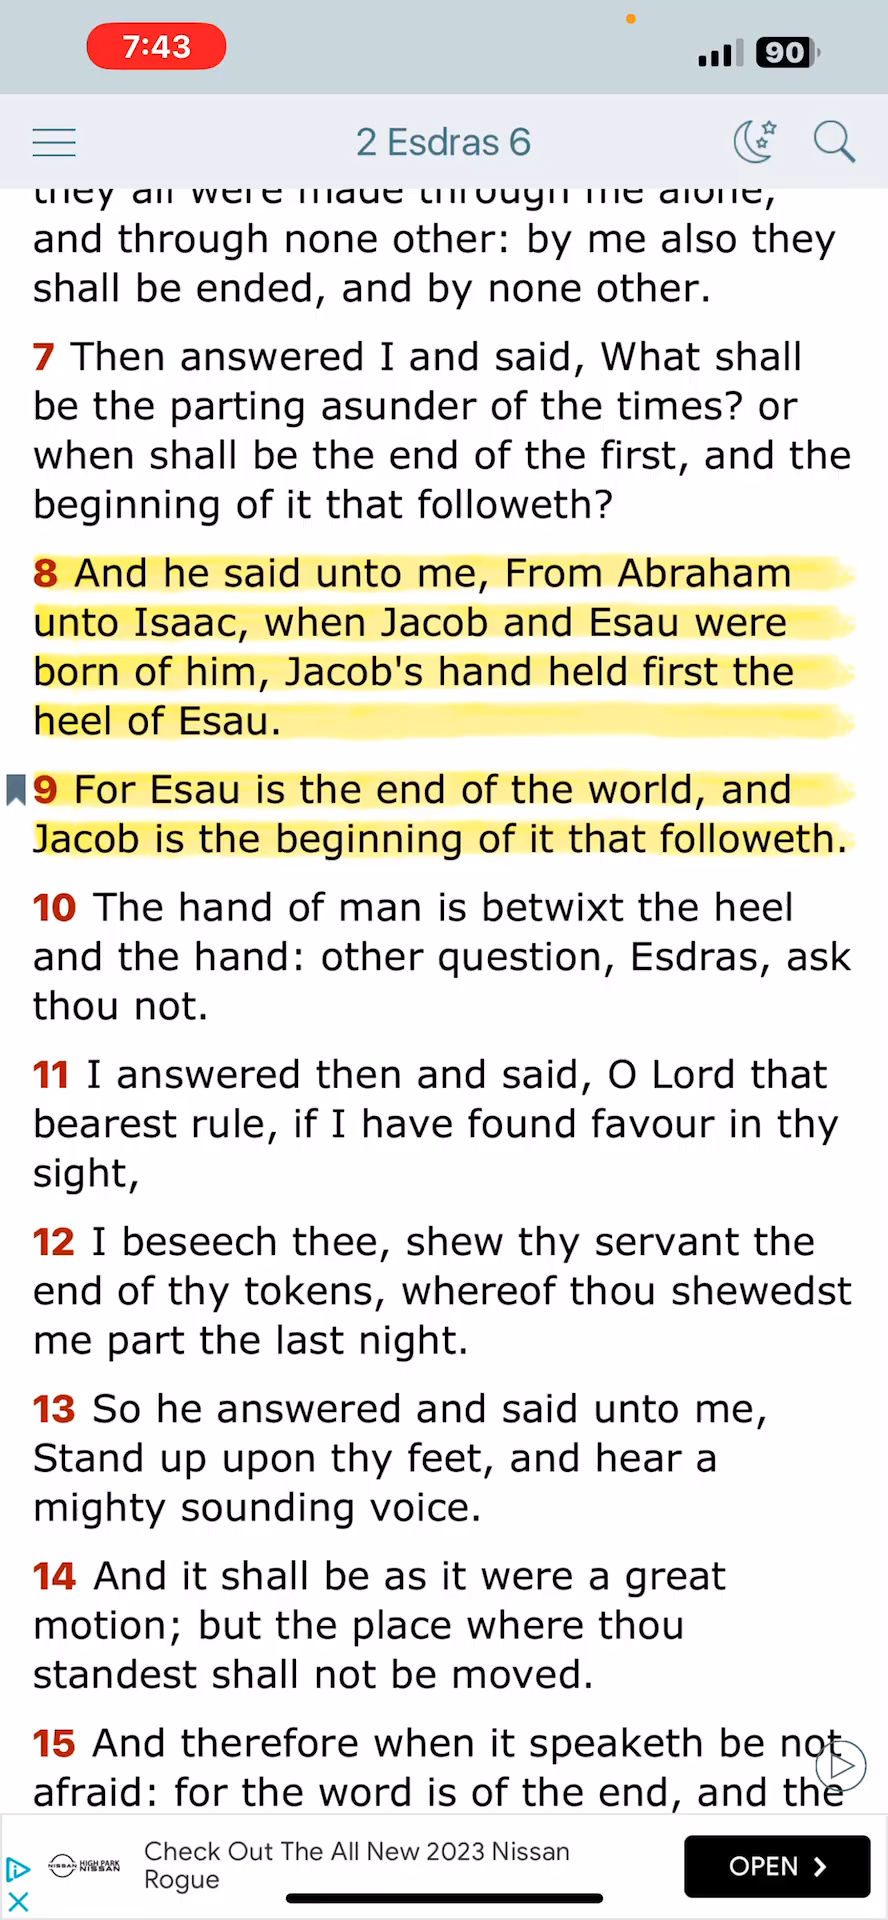 7:43
90
2 Esdras 6
they all were made through me alone,
and through none other: by me also they
shall be ended, and by none other.
7 Then answered I and said, What shall
be the parting asunder of the times? or
when shall be the end of the first, and the
beginning of it that followeth?
8 And he said unto me, From Abraham
unto Isaac, when Jacob and Esau were
born of him, Jacob's hand held first the
heel of Esau.
9 For Esau is the end of the world, and
Jacob is the beginning of it that followeth.
10 The hand of man is betwixt the heel
and the hand: other question, Esdras, ask
thou not.
11 I answered then and said, O Lord that
bearest rule, if I have found favour in thy
sight,
12 I beseech thee, shew thy servant the
end of thy tokens, whereof thou shewedst
me part the last night.
13 So he answered and said unto me,
Stand up upon thy feet, and hear a
mighty sounding voice.
14 And it shall be as it were a great
motion; but the place where thou
standest shall not be moved.
15 And therefore when it speaketh be not
afraid: for the word is of the end, and the
NISSAN HIGH PARK NISSAN
Check Out The All New 2023 Nissan
Rogue
OPEN